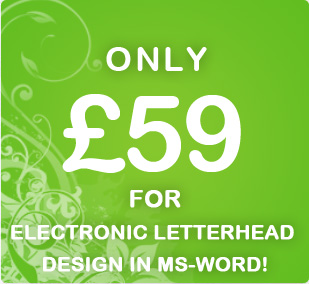 ONLY
£59
FOR
ELECTRONIC LETTERHEAD
DESIGN IN MS-WORD!